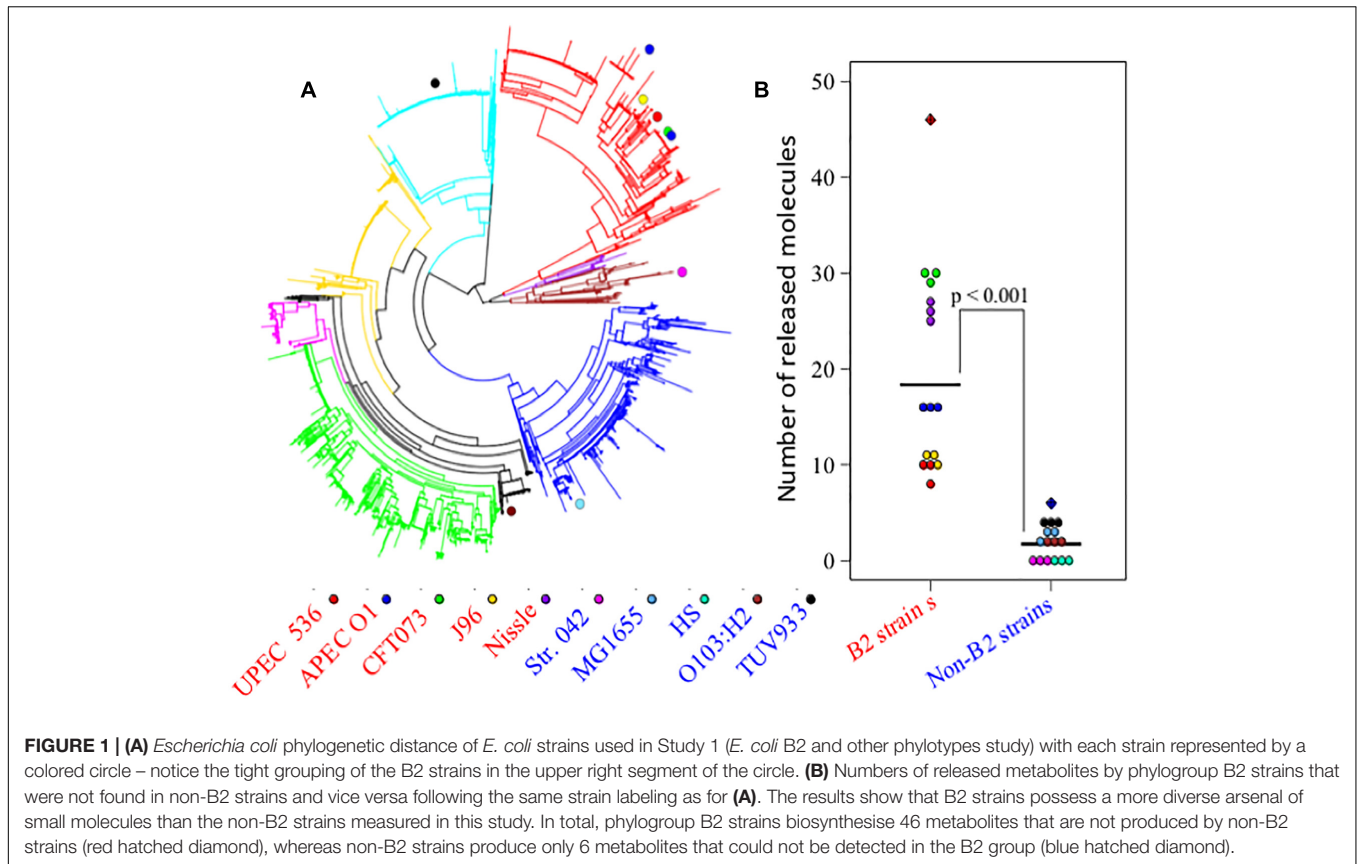 A
B
50
40
30
20
10
0
Number of released molecules
p < 0.001
B2 strain s
Non-B2 strains
UPEC 536
APEC O1
CFT073
J96
Nissle
Str. 042
MG1655
HS
O103:H2
TUV933
FIGURE 1 | (A) Escherichia coli phylogenetic distance of E. coli strains used in Study 1 (E. coli B2 and other phylotypes study) with each strain represented by a
colored circle – notice the tight grouping of the B2 strains in the upper right segment of the circle. (B) Numbers of released metabolites by phylogroup B2 strains that
were not found in non-B2 strains and vice versa following the same strain labeling as for (A). The results show that B2 strains possess a more diverse arsenal of
small molecules than the non-B2 strains measured in this study. In total, phylogroup B2 strains biosynthesise 46 metabolites that are not produced by non-B2
strains (red hatched diamond), whereas non-B2 strains produce only 6 metabolites that could not be detected in the B2 group (blue hatched diamond).